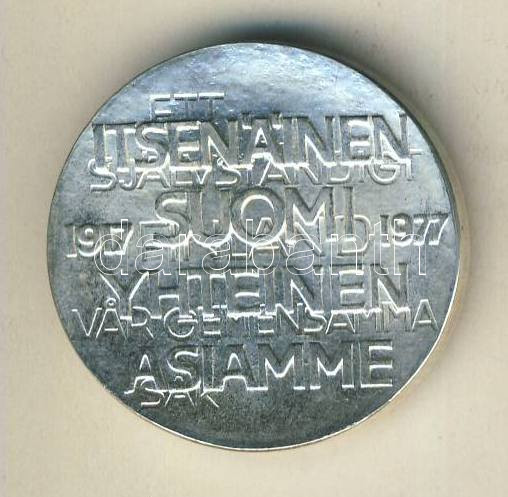 ETT
ITSENÄINEN
SJÄLVSTÄNDIGT
SUOMI
1917 FINLAND 1977
YHTEINEN
VÅR GEMENSAMMA
ASIAMME
SAK
darabanth